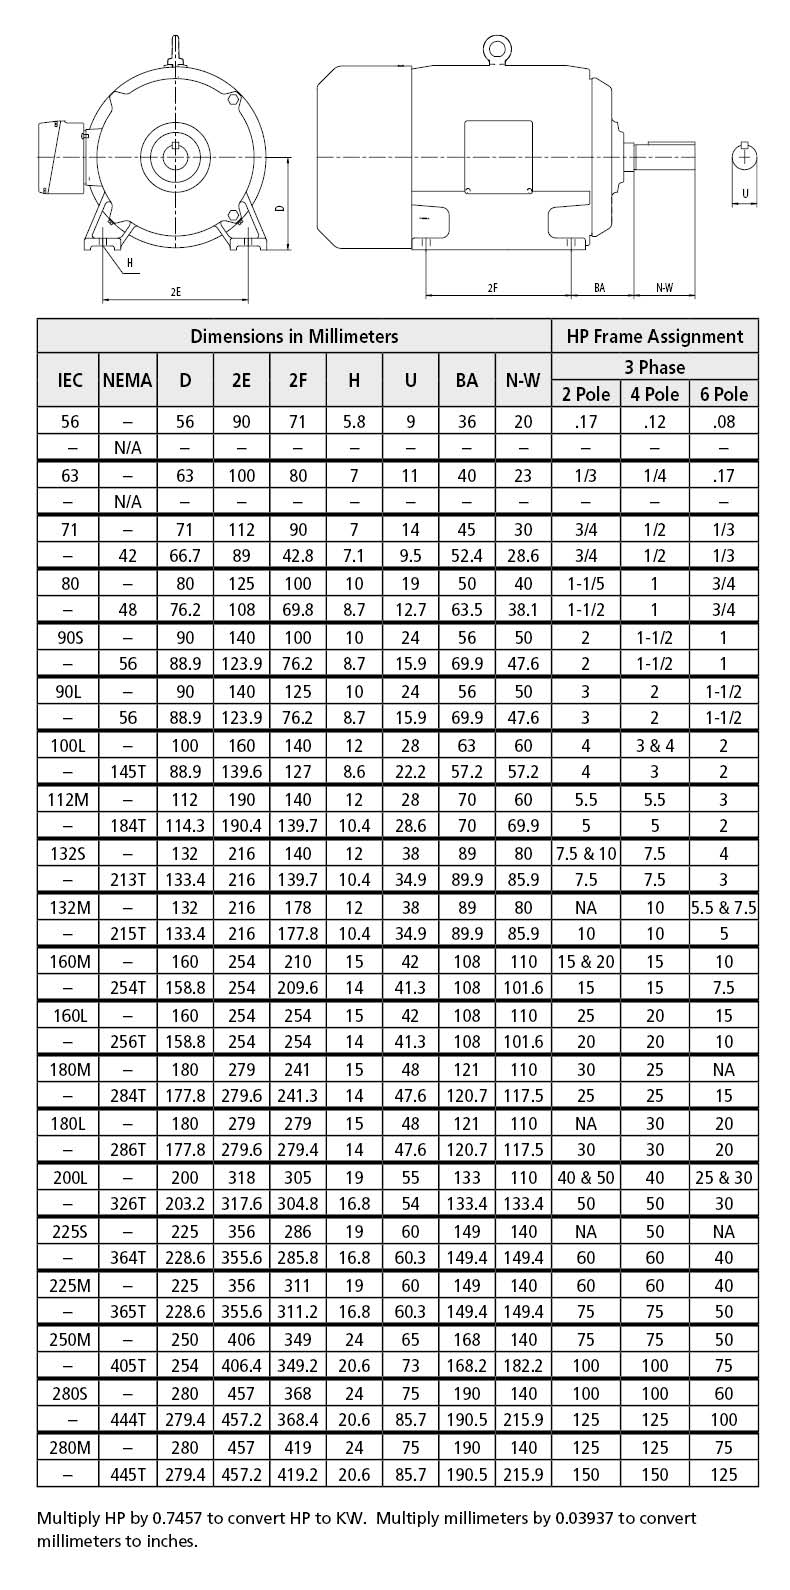 D
U
H
2E
2F
BA
N-W
Dimensions in Millimeters HP Frame Assignment
IEC NEMA D 2E 2F H U BA N-W 3 Phase
2 Pole 4 Pole 6 Pole
56 – 56 90 71 5.8 9 36 20 .17 .12 .08
– N/A – – – – – – – – – –
63 – 63 100 80 7 11 40 23 1/3 1/4 .17
– N/A – – – – – – – – – –
71 – 71 112 90 7 14 45 30 3/4 1/2 1/3
– 42 66.7 89 42.8 7.1 9.5 52.4 28.6 3/4 1/2 1/3
80 – 80 125 100 10 19 50 40 1-1/5 1 3/4
– 48 76.2 108 69.8 8.7 12.7 63.5 38.1 1-1/2 1 3/4
90S – 90 140 100 10 24 56 50 2 1-1/2 1
– 56 88.9 123.9 76.2 8.7 15.9 69.9 47.6 2 1-1/2 1
90L – 90 140 125 10 24 56 50 3 2 1-1/2
– 56 88.9 123.9 76.2 8.7 15.9 69.9 47.6 3 2 1-1/2
100L – 100 160 140 12 28 63 60 4 3 & 4 2
– 145T 88.9 139.6 127 8.6 22.2 57.2 57.2 4 3 2
112M – 112 190 140 12 28 70 60 5.5 5.5 3
– 184T 114.3 190.4 139.7 10.4 28.6 70 69.9 5 5 2
132S – 132 216 140 12 38 89 80 7.5 & 10 7.5 4
– 213T 133.4 216 139.7 10.4 34.9 89.9 85.9 7.5 7.5 3
132M – 132 216 178 12 38 89 80 NA 10 5.5 & 7.5
– 215T 133.4 216 177.8 10.4 34.9 89.9 85.9 10 10 5
160M – 160 254 210 15 42 108 110 15 & 20 15 10
– 254T 158.8 254 209.6 14 41.3 108 101.6 15 15 7.5
160L – 160 254 254 15 42 108 110 25 20 15
– 256T 158.8 254 254 14 41.3 108 101.6 20 20 10
180M – 180 279 241 15 48 121 110 30 25 NA
– 284T 177.8 279.6 241.3 14 47.6 120.7 117.5 25 25 15
180L – 180 279 279 15 48 121 110 NA 30 20
– 286T 177.8 279.6 279.4 14 47.6 120.7 117.5 30 30 20
200L – 200 318 305 19 55 133 110 40 & 50 40 25 & 30
– 326T 203.2 317.6 304.8 16.8 54 133.4 133.4 50 50 30
225S – 225 356 286 19 60 149 140 NA 50 NA
– 364T 228.6 355.6 285.8 16.8 60.3 149.4 149.4 60 60 40
225M – 225 356 311 19 60 149 140 60 60 40
– 365T 228.6 355.6 311.2 16.8 60.3 149.4 149.4 75 75 50
250M – 250 406 349 24 65 168 140 75 75 50
– 405T 254 406.4 349.2 20.6 73 168.2 182.2 100 100 75
280S – 280 457 368 24 75 190 140 100 100 60
– 444T 279.4 457.2 368.4 20.6 85.7 190.5 215.9 125 125 100
280M – 280 457 419 24 75 190 140 125 125 75
– 445T 279.4 457.2 419.2 20.6 85.7 190.5 215.9 150 150 125
Multiply HP by 0.7457 to convert HP to KW. Multiply millimeters by 0.03937 to convert
millimeters to inches.